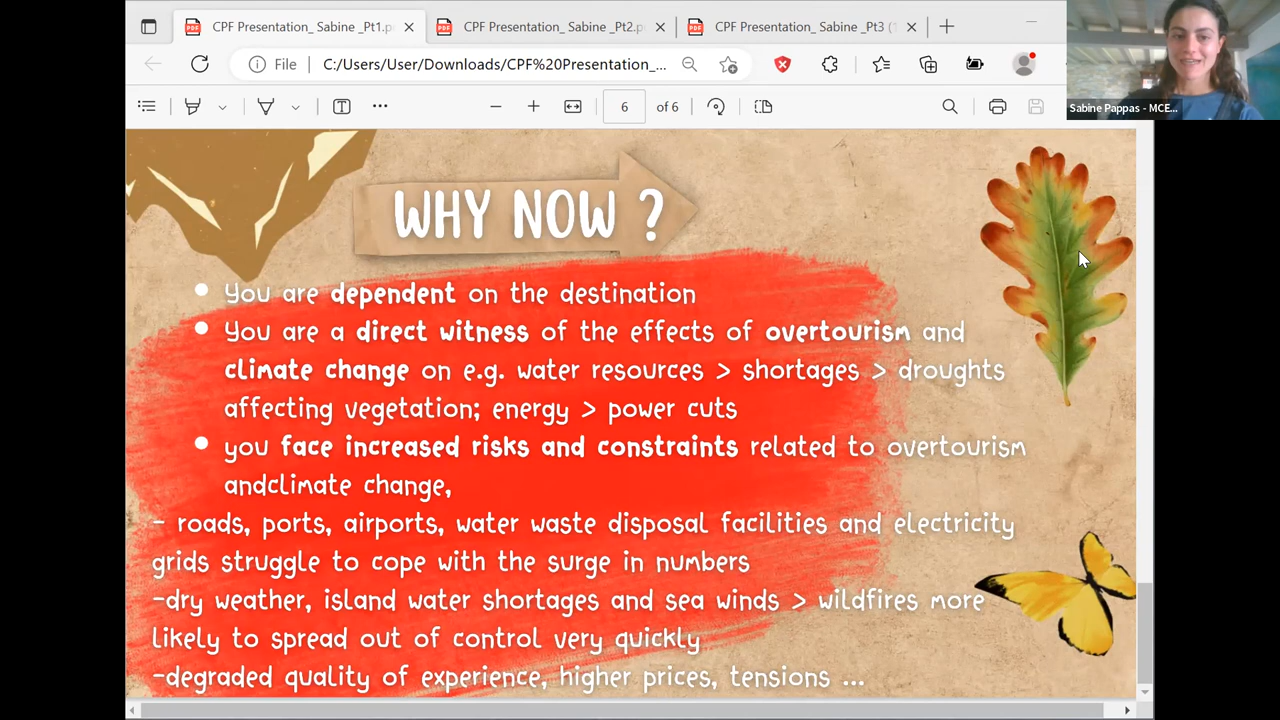 CPF Presentation_ Sabine _Pt1.p
CPF Presentation_ Sabine _Pt2.p
CPF Presentation_ Sabine _Pt3 (
File
C:/Users/User/Downloads/CPF%20Presentation_...
6 of 6
Sabine Pappas - MCE...
WHY NOW ?
• You are dependent on the destination
• You are a direct witness of the effects of overtourism and
climate change on e.g. water resources > shortages > droughts
affecting vegetation; energy > power cuts
• you face increased risks and constraints related to overtourism
andclimate change,
- roads, ports, airports, water waste disposal facilities and electricity
grids struggle to cope with the surge in numbers
-dry weather, island water shortages and sea winds > wildfires more
likely to spread out of control very quickly
-degraded quality of experience, higher prices, tensions ...